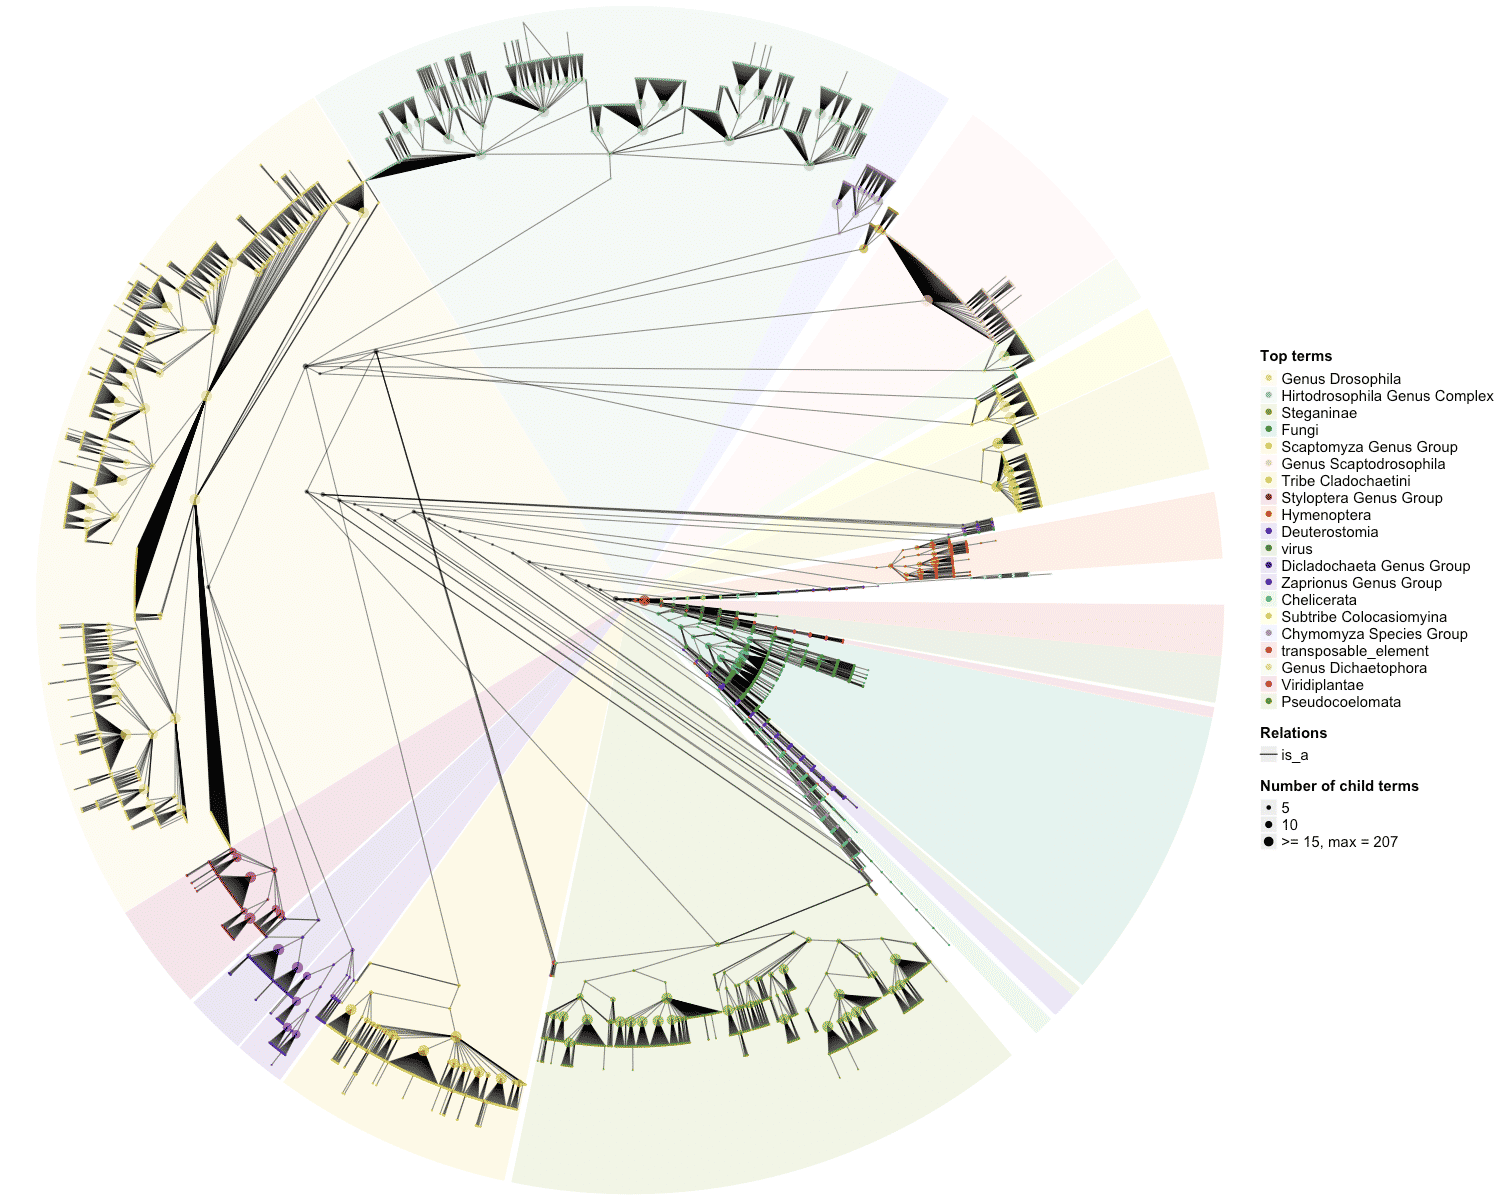 Top terms
Genus Drosophila
Hirtodrosophila Genus Complex
Steganinae
Fungi
Scaptomyza Genus Group
Genus Scaptodrosophila
Tribe Cladochaetini
Styloptera Genus Group
Hymenoptera
Deuterostomia
virus
Dicladochaeta Genus Group
Zaprionus Genus Group
Chelicerata
Subtribe Colocasiomyina
Chymomyza Species Group
transposable_element
Genus Dichaetophora
Viridiplantae
Pseudocoelomata
Relations
is_a
Number of child terms
5
10
>= 15, max = 207